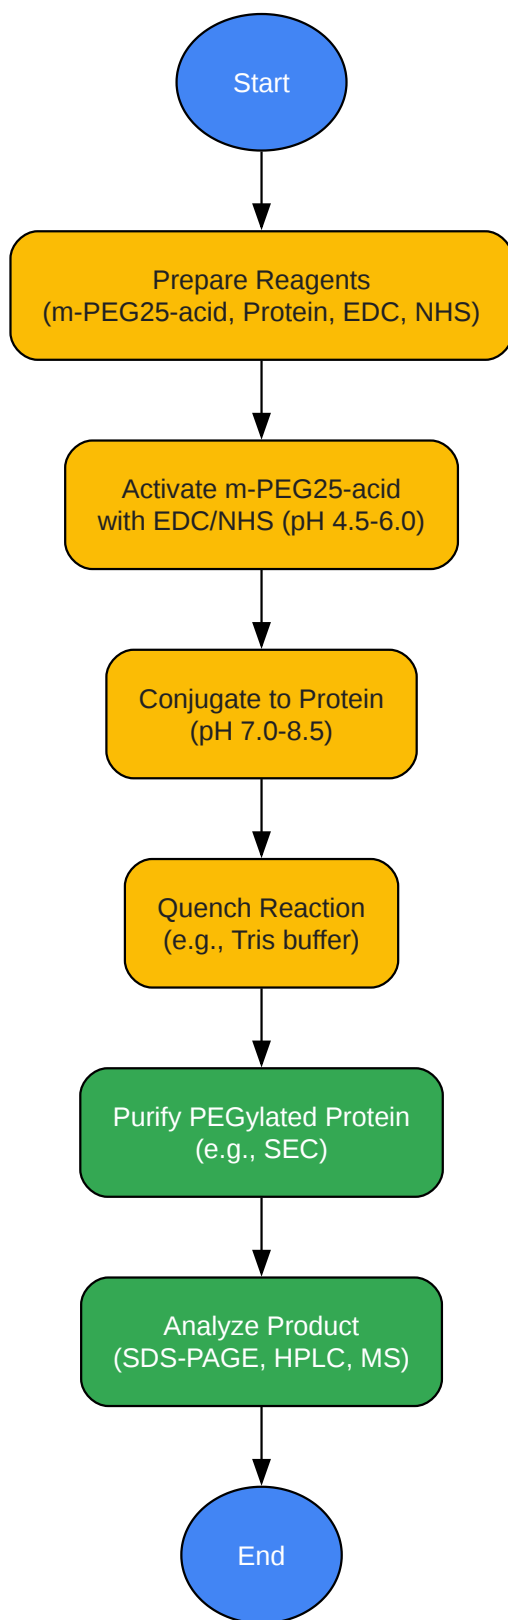 Start
Prepare Reagents
(m-PEG25-acid, Protein, EDC, NHS)
Activate m-PEG25-acid
with EDC/NHS (pH 4.5-6.0)
Conjugate to Protein
(pH 7.0-8.5)
Quench Reaction
(e.g., Tris buffer)
Purify PEGylated Protein
(e.g., SEC)
Analyze Product
(SDS-PAGE, HPLC, MS)
End